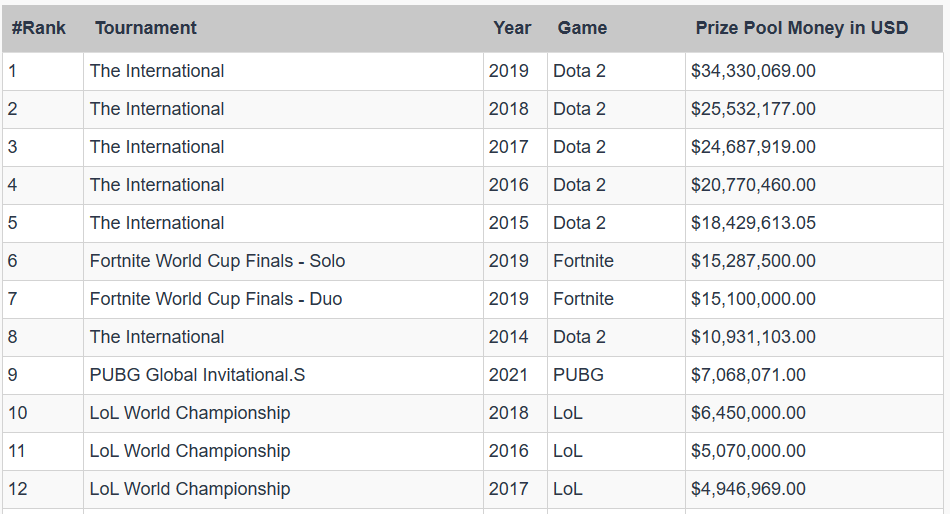 #Rank Tournament Year Game Prize Pool Money in USD
1 The International 2019 Dota 2 $34,330,069.00
2 The International 2018 Dota 2 $25,532,177.00
3 The International 2017 Dota 2 $24,687,919.00
4 The International 2016 Dota 2 $20,770,460.00
5 The International 2015 Dota 2 $18,429,613.05
6 Fortnite World Cup Finals - Solo 2019 Fortnite $15,287,500.00
7 Fortnite World Cup Finals - Duo 2019 Fortnite $15,100,000.00
8 The International 2014 Dota 2 $10,931,103.00
9 PUBG Global Invitational.S 2021 PUBG $7,068,071.00
10 LoL World Championship 2018 LoL $6,450,000.00
11 LoL World Championship 2016 LoL $5,070,000.00
12 LoL World Championship 2017 LoL $4,946,969.00